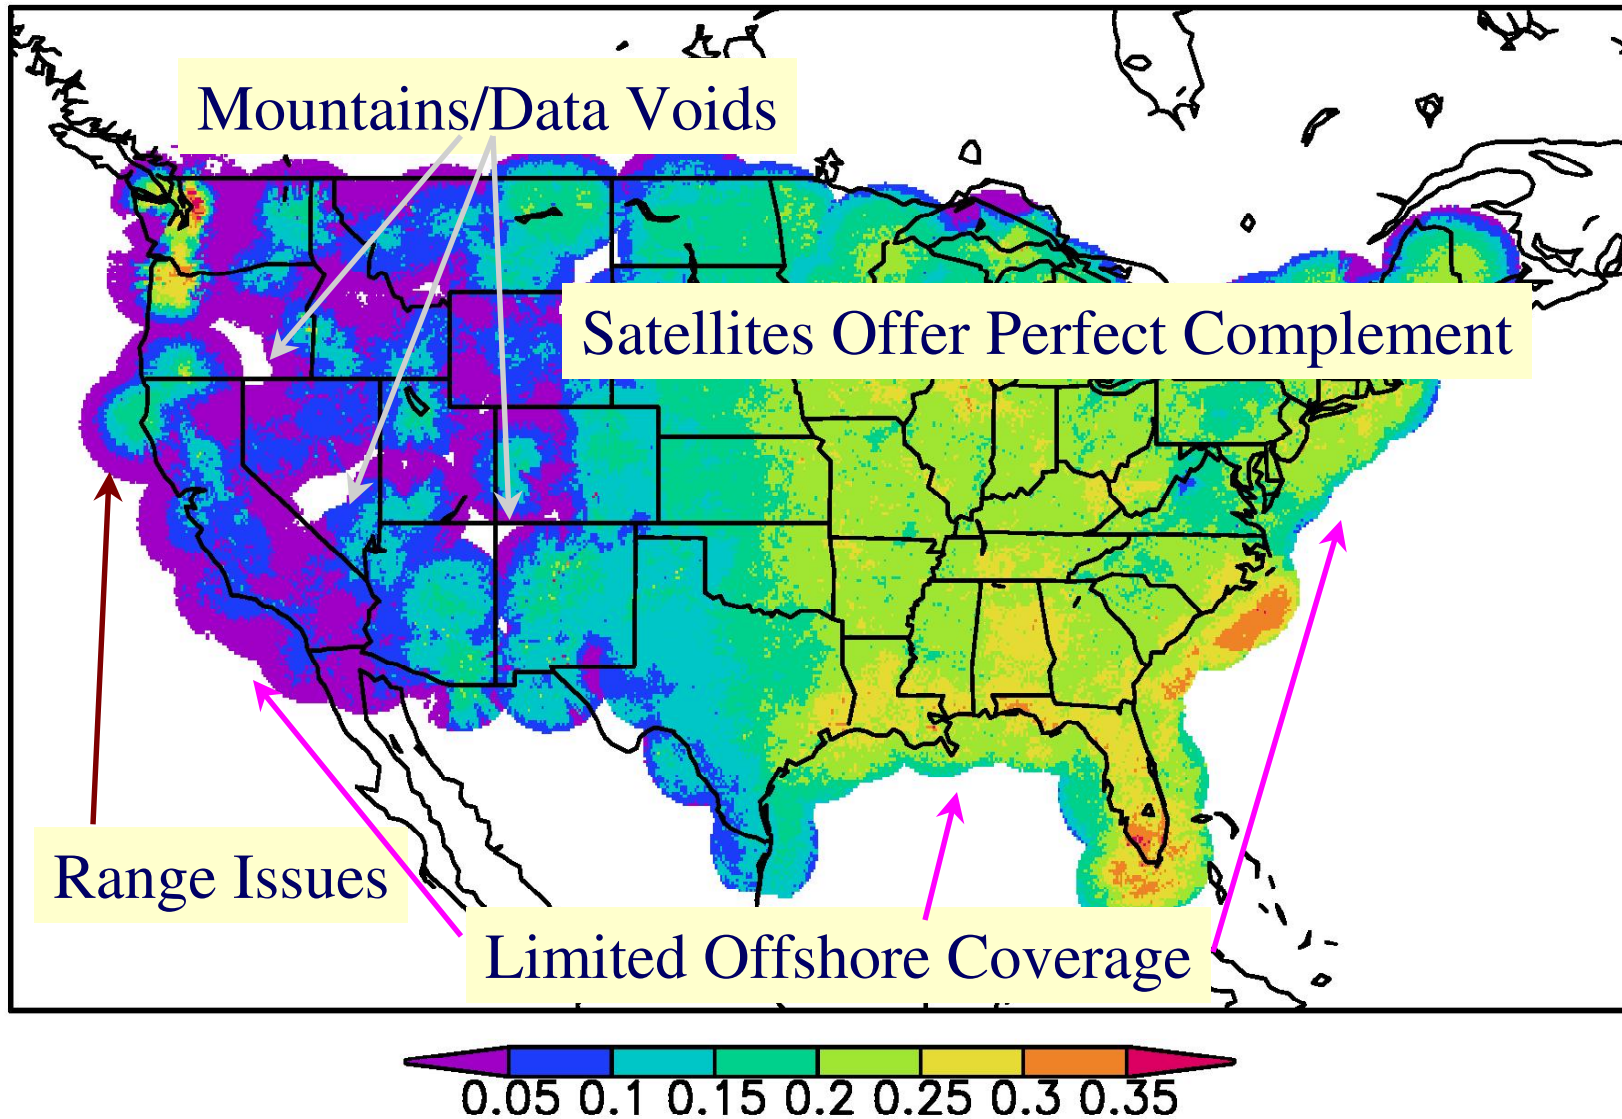 Mountains/Data Voids
Satellites Offer Perfect Complement
Range Issues
Limited Offshore Coverage
0.05 0.1 0.15 0.2 0.25 0.3 0.35